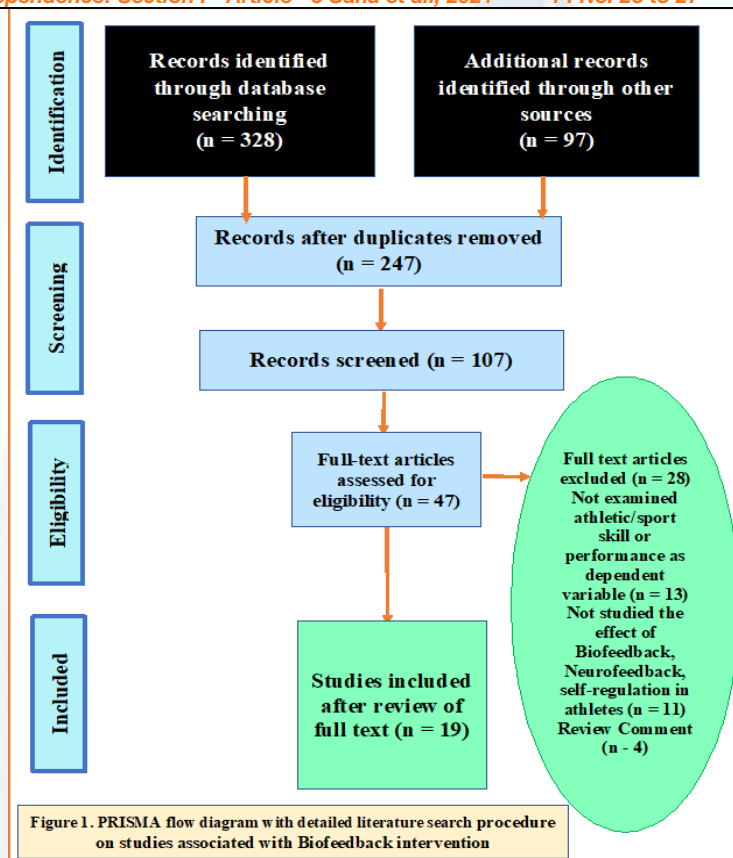 Section I - Article -
Identification
Records identified
through database
searching
(n = 328)
Additional records
identified through other
sources
(n = 97)
Screening
Records after duplicates removed
(n = 247)
Records screened (n = 107)
Eligibility
Full-text articles
assessed for
eligibility (n = 47)
Full text articles
excluded (n = 28)
Not examined
athletic/sport
skill or
performance as
dependent
variable (n = 13)
Not studied the
effect of
Biofeedback,
Neurofeedback,
self-regulation in
athletes (n = 11)
Review Comment
(n - 4)
Included
Studies included
after review of
full text (n = 19)
Figure 1. PRISMA flow diagram with detailed literature search procedure
on studies associated with Biofeedback intervention